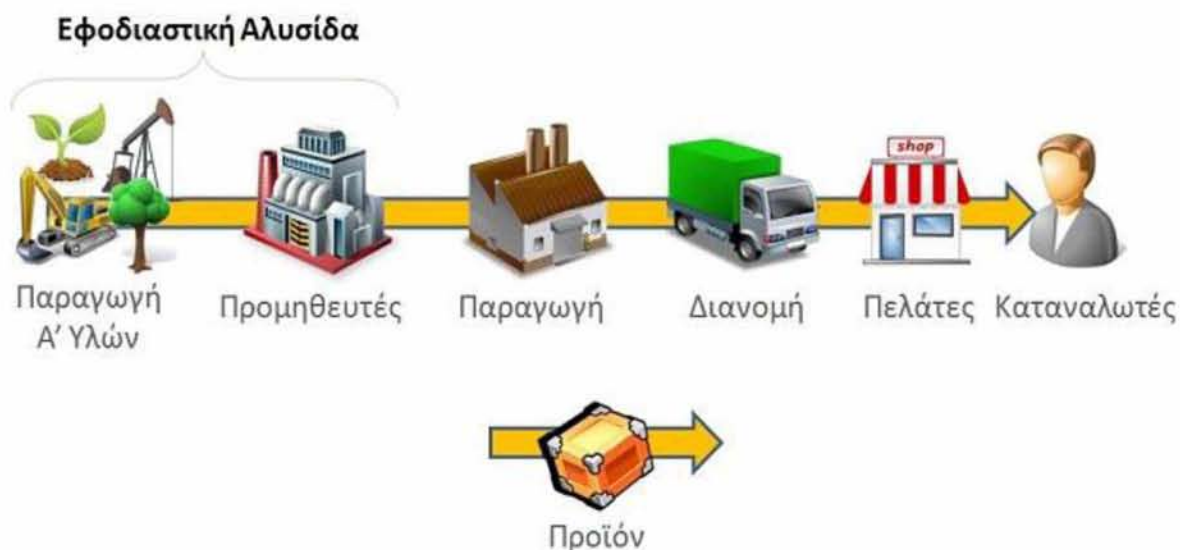 Εφοδιαστική Αλυσίδα
shop
Παραγωγή
Α' Υλών
Προμηθευτές
Παραγωγή
Διανομή
Πελάτες
Καταναλωτές
Προϊόν